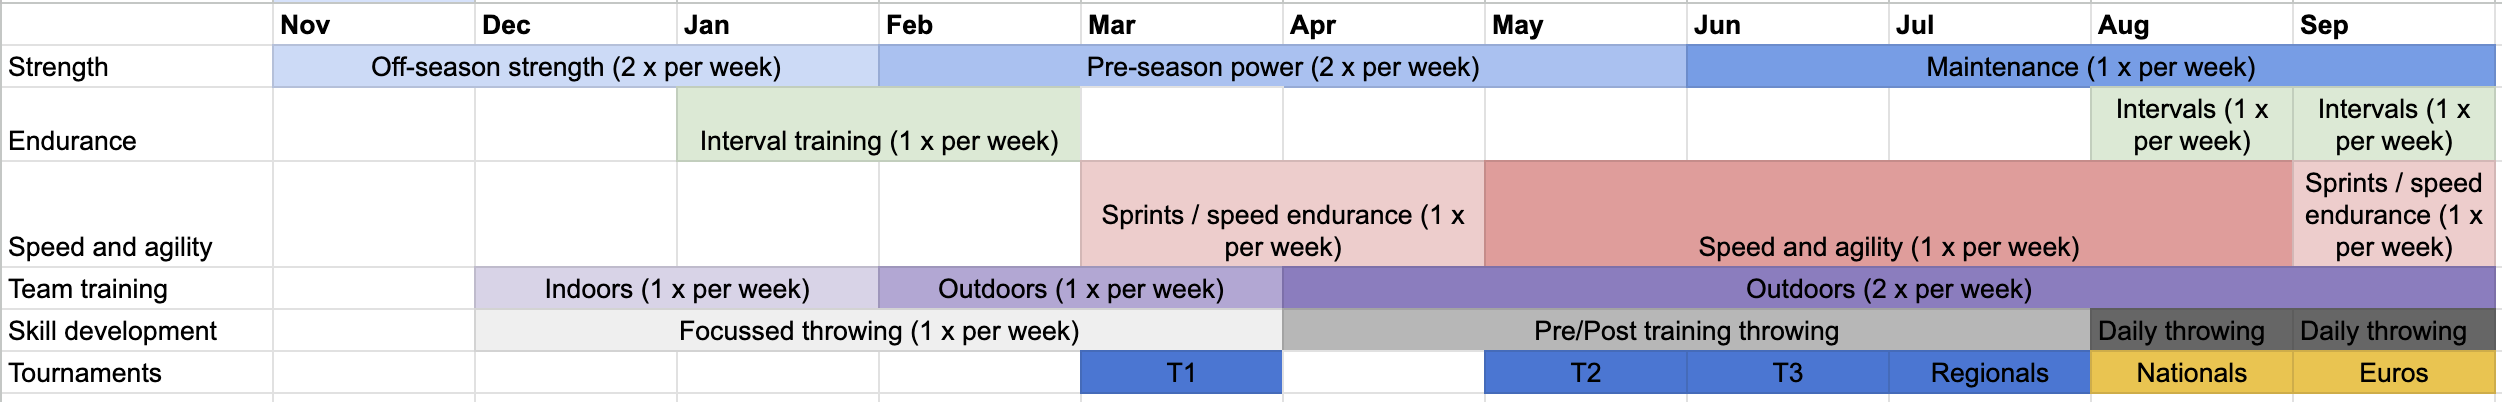 Nov Dec Jan Feb Mar Apr May Jun Jul Aug Sep
Strength Off-season strength (2 x per week) Pre-season power (2 x per week) Maintenance (1 x per week)
Endurance Interval training (1 x per week)
Intervals (1 x
per week)
Intervals (1 x
per week)
Speed and agility
Sprints / speed endurance (1 x
per week)
Speed and agility (1 x per week)
Sprints / speed
endurance (1 x
per week)
Team training Indoors (1 x per week) Outdoors (1 x per week) Outdoors (2 x per week)
Skill development Focussed throwing (1 x per week) Pre/Post training throwing Daily throwing Daily throwing
Tournaments T1 T2 T3 Regionals Nationals Euros